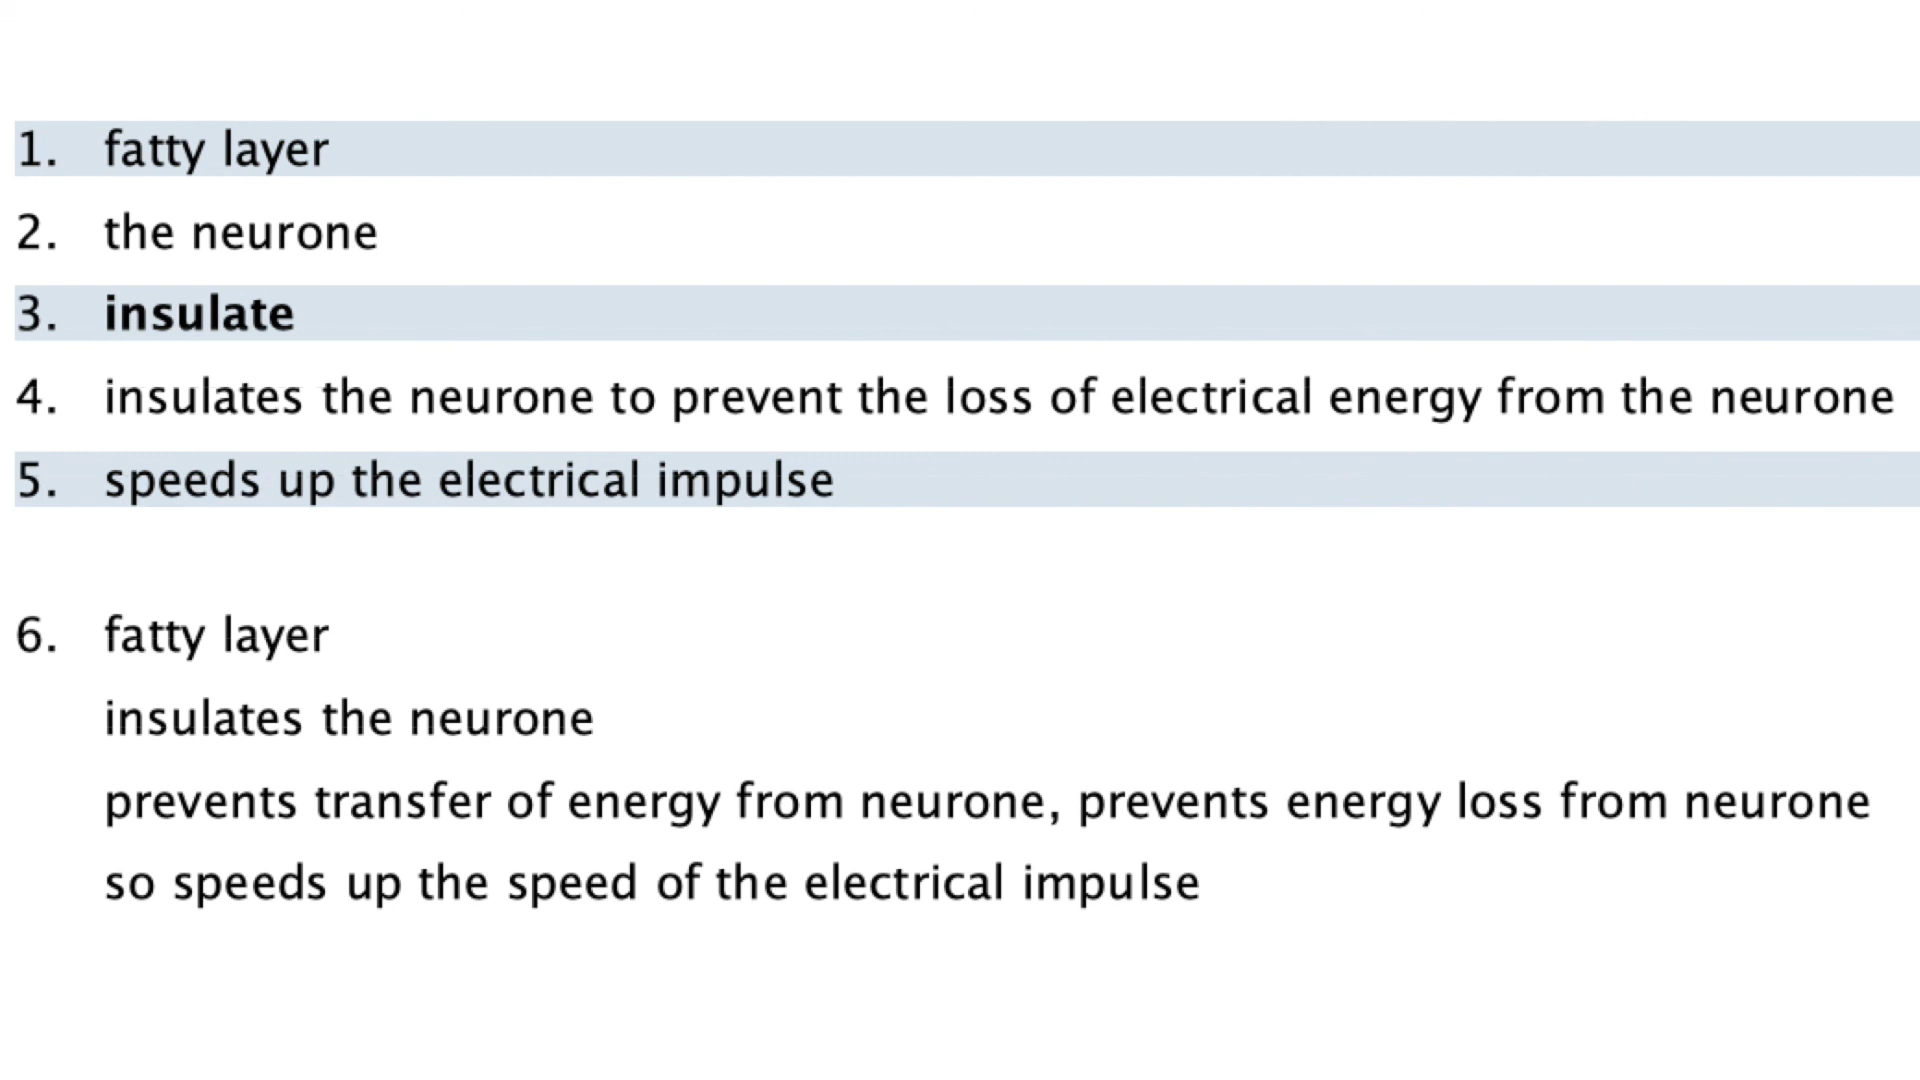 1. fatty layer
2. the neurone
3. insulate
4. insulates the neurone to prevent the loss of electrical energy from the neurone
5. speeds up the electrical impulse
6. fatty layer
insulates the neurone
prevents transfer of energy from neurone, prevents energy loss from neurone
so speeds up the speed of the electrical impulse